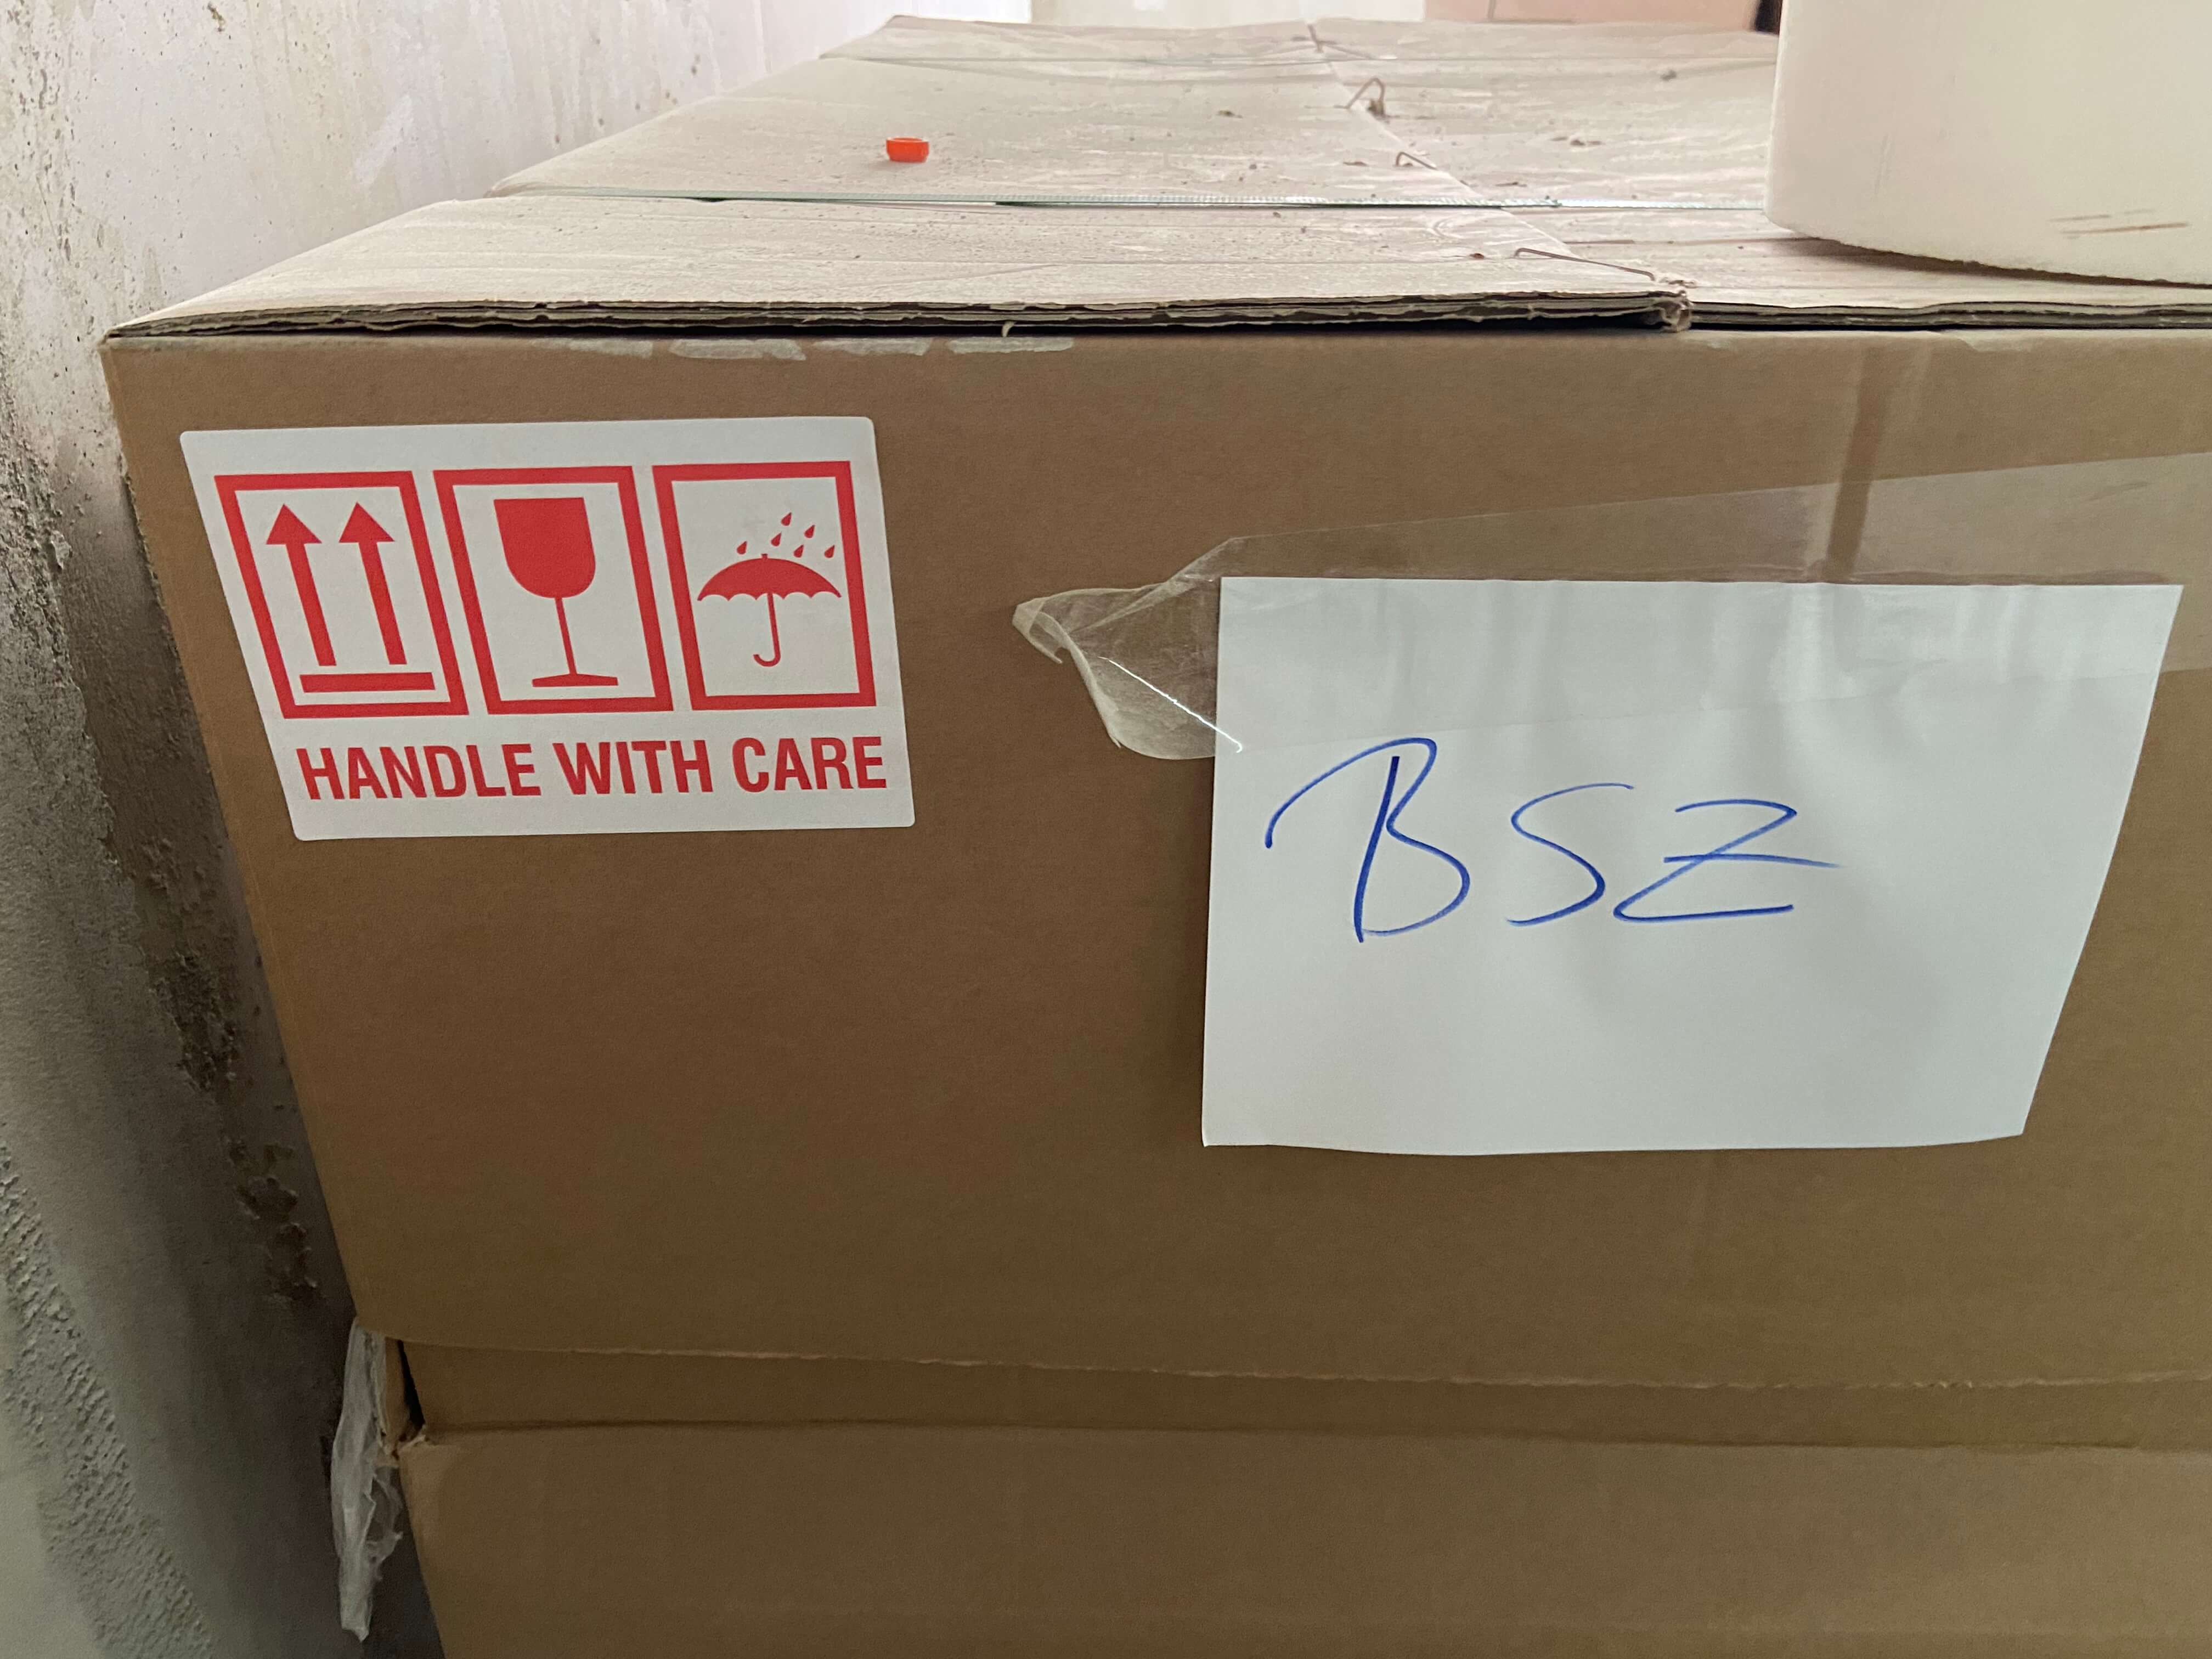 HANDLE WITH CARE
BSZ